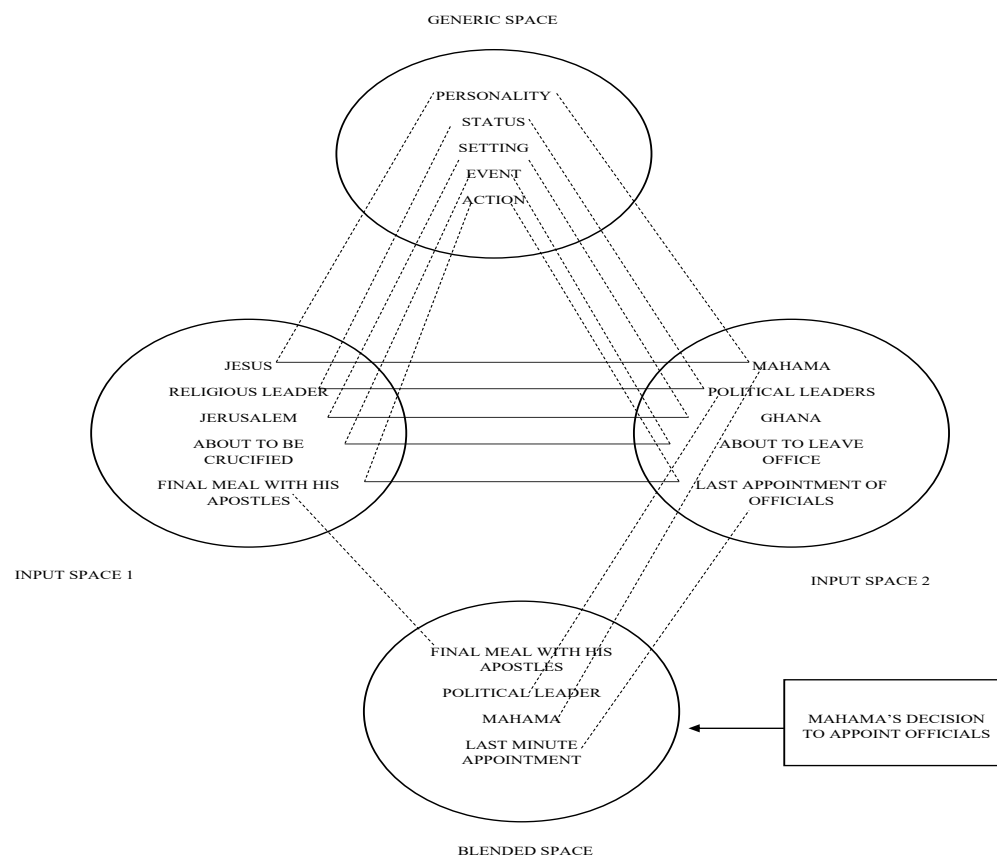 GENERIC SPACE
PERSONALITY
STATUS
SETTING
EVENT
ACTION
JESUS
RELIGIOUS LEADER
JERUSALEM
ABOUT TO BE
CRUCIFIED
FINAL MEAL WITH HIS
APOSTLES
MAHAMA
POLITICAL LEADERS
GHANA
ABOUT TO LEAVE
OFFICE
LAST APPOINTMENT OF
OFFICIALS
INPUT SPACE 1
INPUT SPACE 2
FINAL MEAL WITH HIS
APOSTLES
POLITICAL LEADER
MAHAMA
LAST MINUTE
APPOINTMENT
MAHAMA’S DECISION
TO APPOINT OFFICIALS
BLENDED SPACE